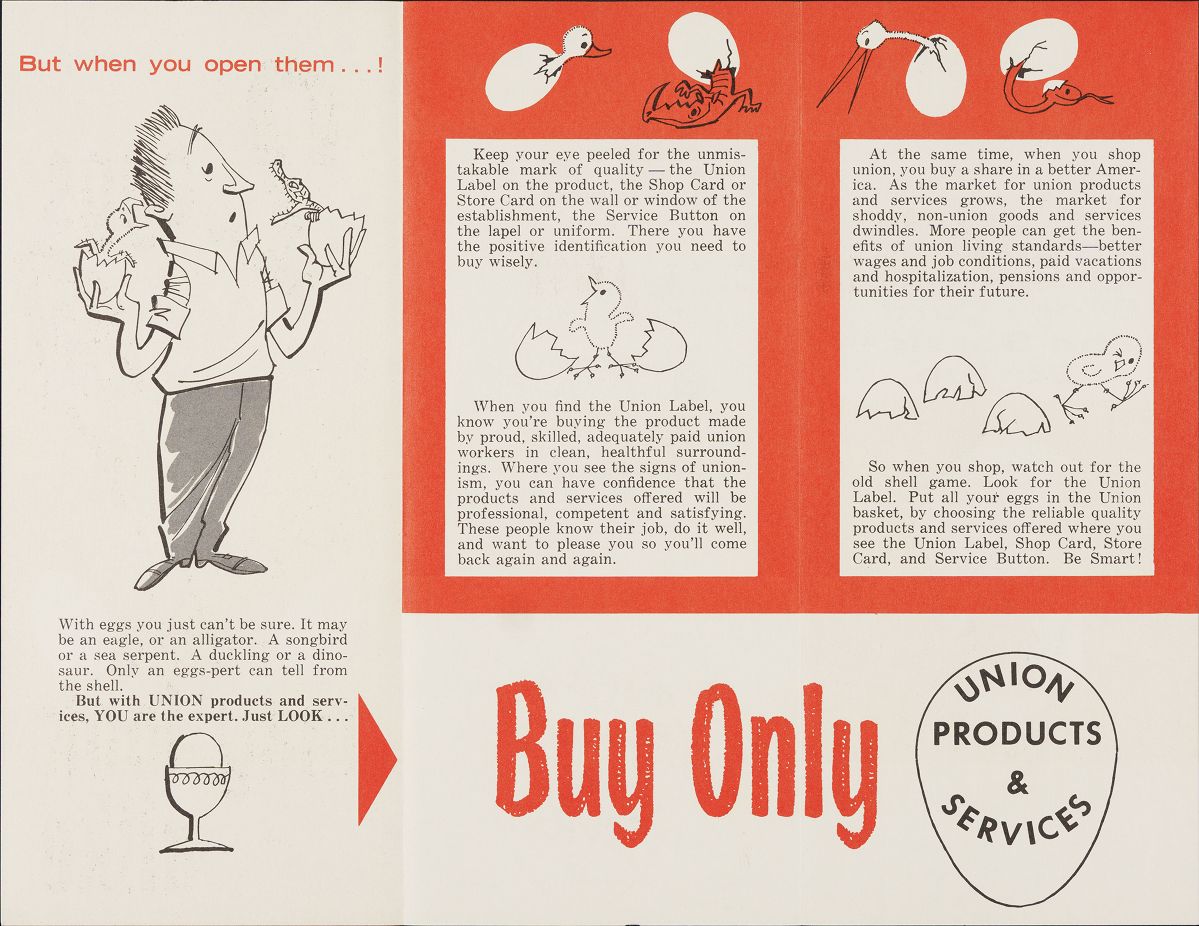 But when you open them...!
With eggs you just can't be sure. It may
be an eagle, or an alligator. A songbird
or a sea serpent. A duckling or a dino-
saur. Only an eggs-pert can tell from
the shell.
But with UNION products and serv-
ices, YOU are the expert. Just LOOK . . .
Keep your eye peeled for the unmis-
takable mark of quality — the Union
Label on the product, the Shop Card or
Store Card on the wall or window of the
establishment, the Service Button on
the lapel or uniform. There you have
the positive identification you need to
buy wisely.
When you find the Union Label, you
know you're buying the product made
by proud, skilled, adequately paid union
workers in clean, healthful surround-
ings. Where you see the signs of union-
ism, you can have confidence that the
products and services offered will be
professional, competent and satisfying.
These people know their job, do it well,
and want to please you so you'll come
back again and again.
At the same time, when you shop
union, you buy a share in a better Amer-
ica. As the market for union products
and services grows, the market for
shoddy, non-union goods and services
dwindles. More people can get the ben-
efits of union living standards—better
wages and job conditions, paid vacations
and hospitalization, pensions and oppor-
tunities for their future.
So when you shop, watch out for the
old shell game. Look for the Union
Label. Put all your eggs in the Union
basket, by choosing the reliable quality
products and services offered where you
see the Union Label, Shop Card, Store
Card, and Service Button. Be Smart!
Buy Only
UNION
PRODUCTS
&
SERVICES